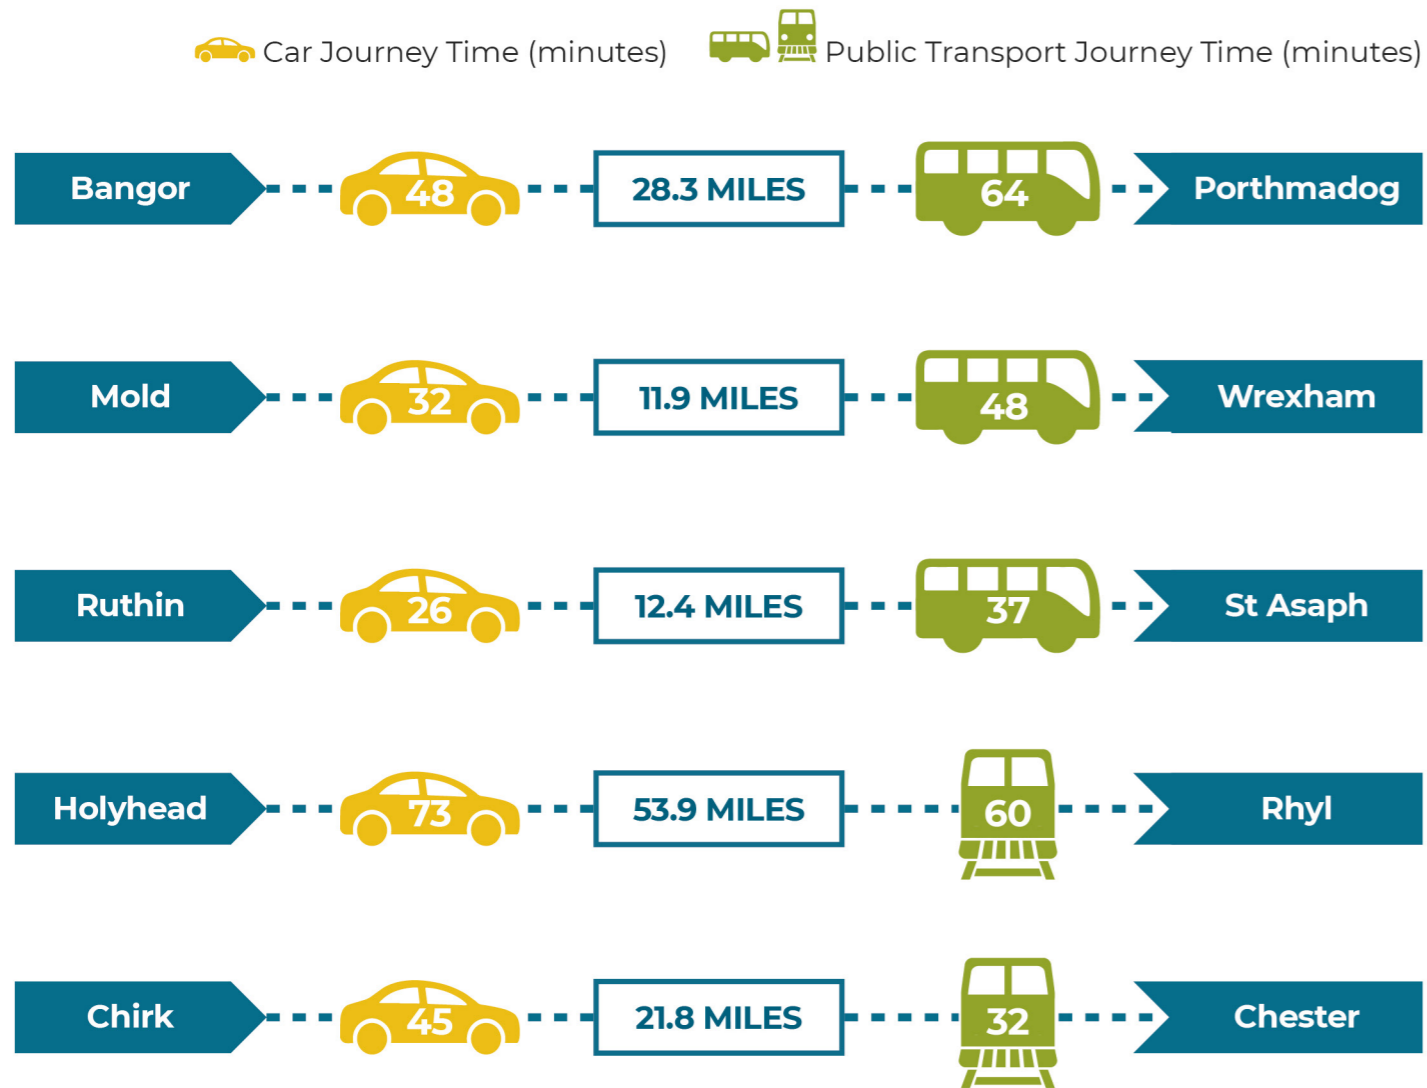 Car Journey Time (minutes) Public Transport Journey Time (minutes)
Bangor 48 28.3 MILES 64 Porthmadog
Mold 32 11.9 MILES 48 Wrexham
Ruthin 26 12.4 MILES 37 St Asaph
Holyhead 73 53.9 MILES 60 Rhyl
Chirk 45 21.8 MILES 32 Chester